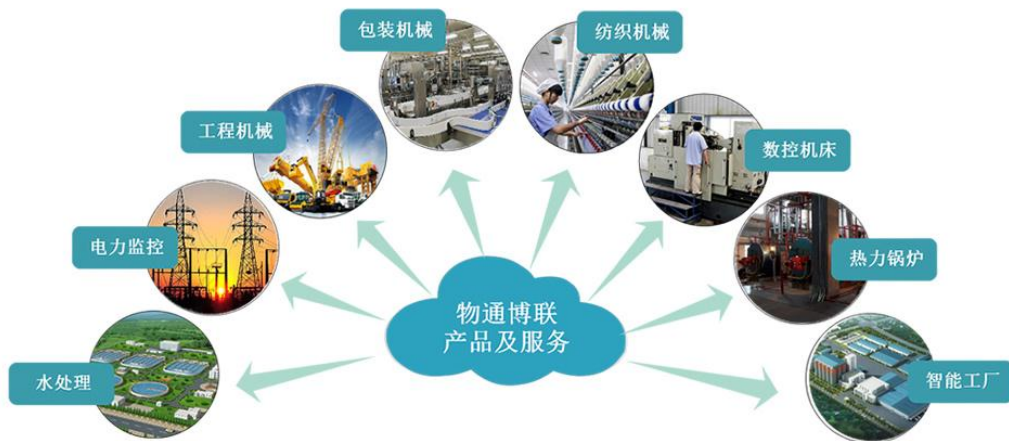 包装机械
纺织机械
工程机械
数控机床
电力监控
热力锅炉
物通博联
产品及服务
水处理
智能工厂